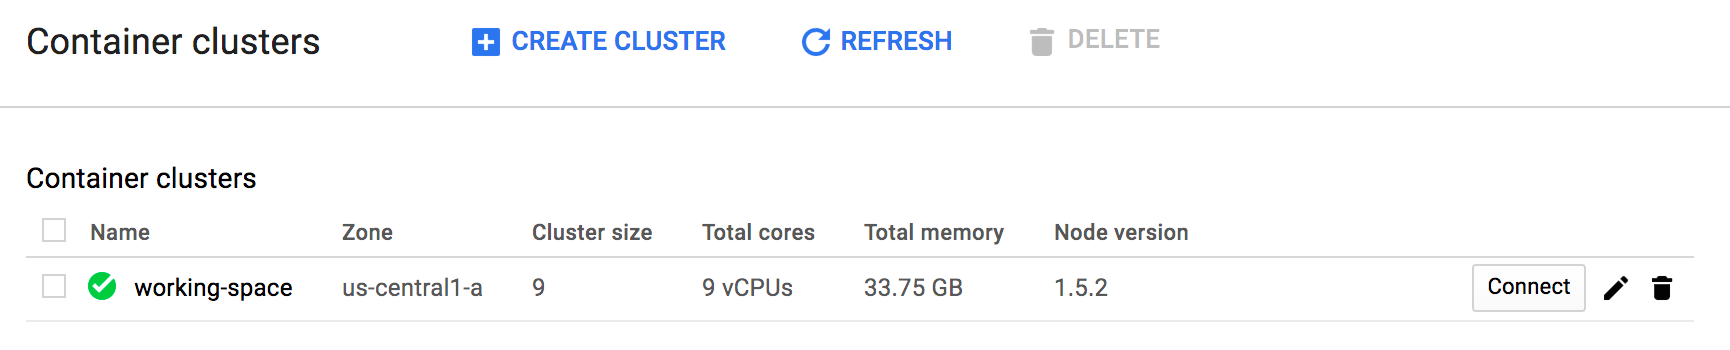 Container clusters CREATE CLUSTER REFRESH DELETE
Container clusters
Name Zone Cluster size Total cores Total memory Node version
working-space us-central1-a 9 9 vCPUs 33.75 GB 1.5.2 Connect